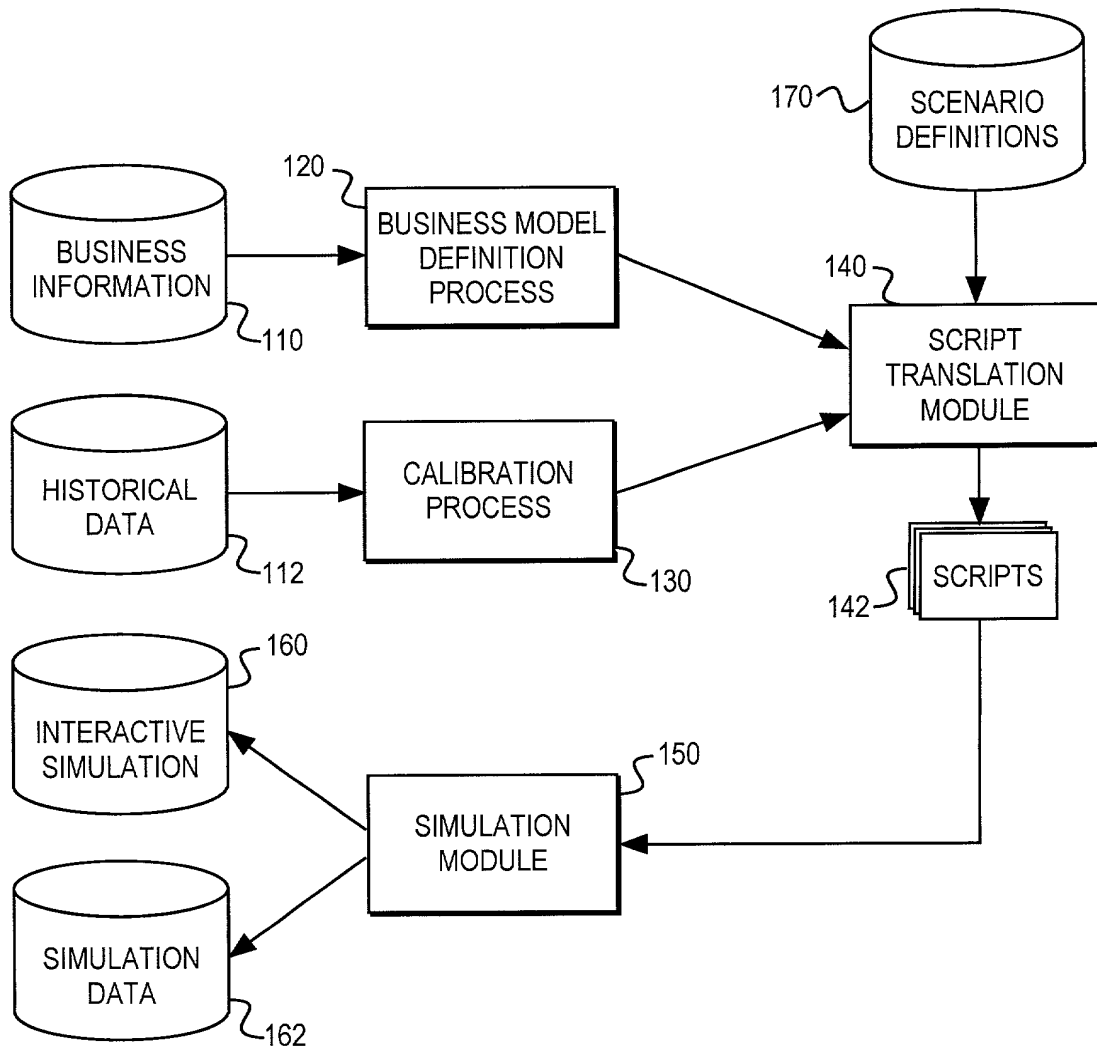 170
SCENARIO
DEFINITIONS
120
BUSINESS
INFORMATION
110
BUSINESS MODEL
DEFINITION
PROCESS
140
SCRIPT
TRANSLATION
MODULE
HISTORICAL
DATA
112
CALIBRATION
PROCESS
130
142
SCRIPTS
160
INTERACTIVE
SIMULATION
150
SIMULATION
MODULE
SIMULATION
DATA
162